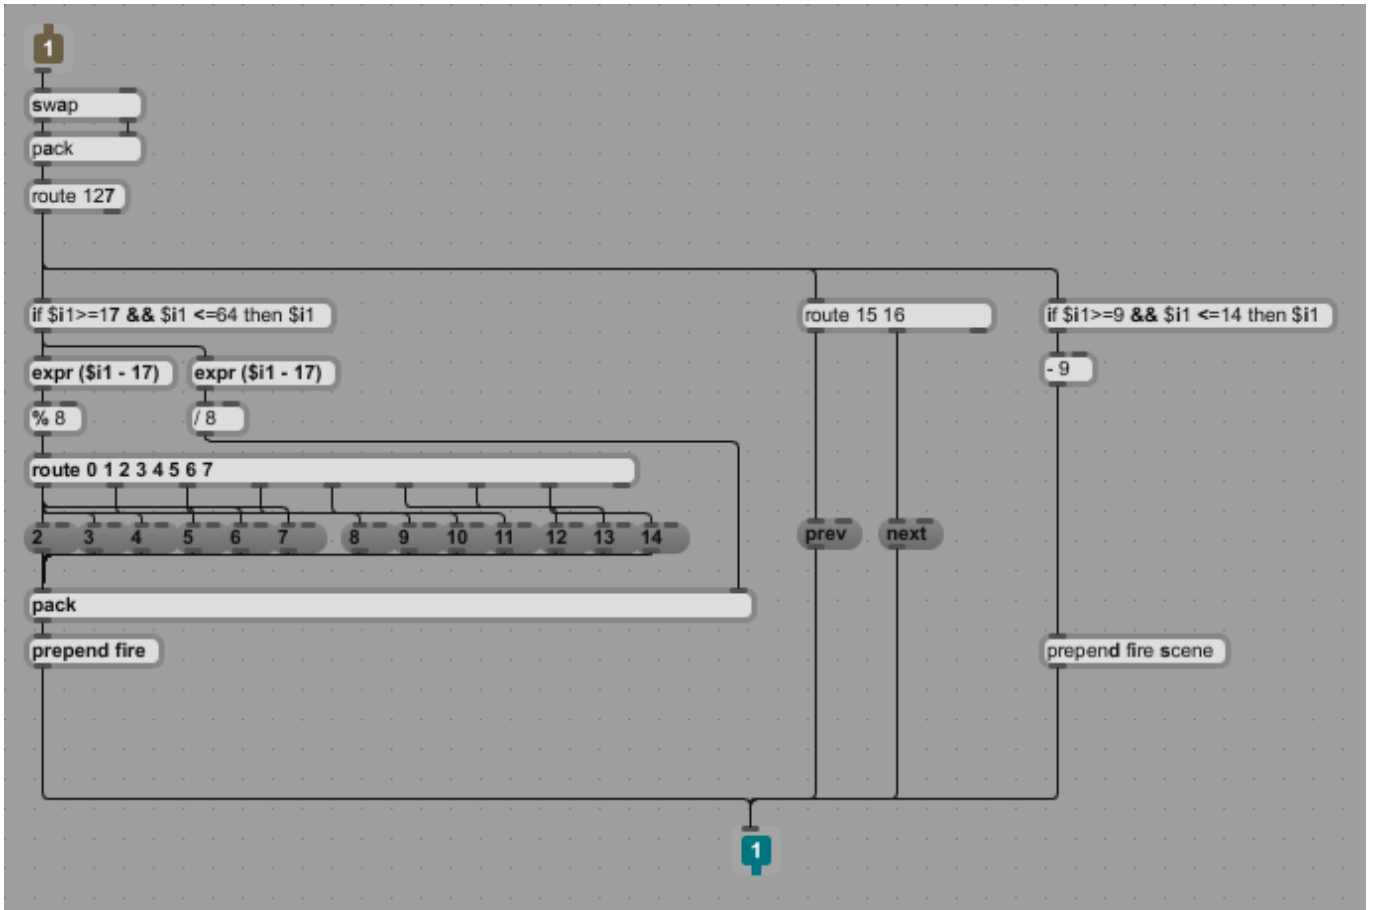 1
swap
pack
route 127
if $i1>=17 && $i1 <=64 then $i1
route 15 16
if $i1>=9 && $i1 <=14 then $i1
expr ($i1 - 17)
expr ($i1 - 17)
- 9
% 8
/ 8
route 0 1 2 3 4 5 6 7
2 3 4 5 6 7 8 9 10 11 12 13 14
prev
next
pack
prepend fire
prepend fire scene
1